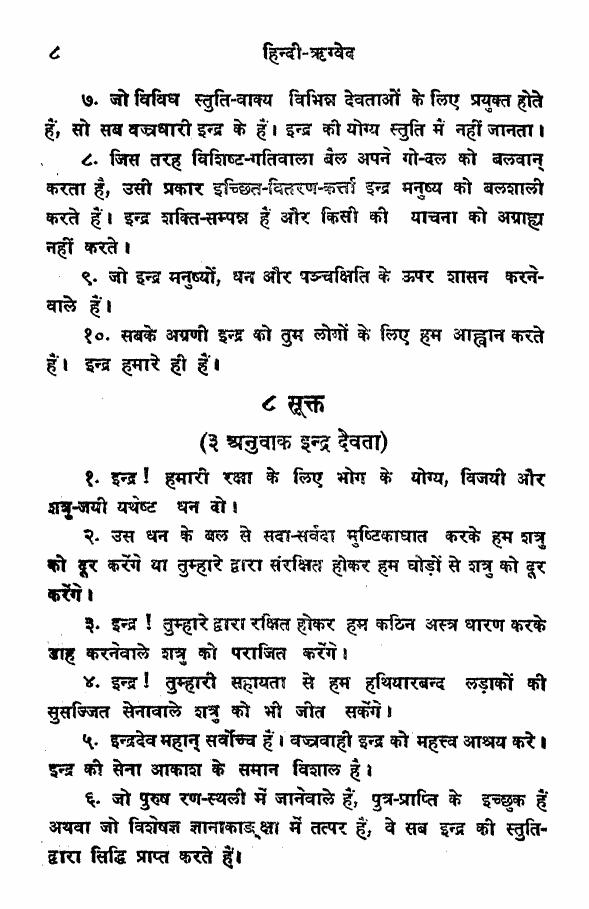 ८ हिन्दी-ऋग्वेद
७. जो विविध स्तुति-वाक्य विभिन्न देवताओं के लिए प्रयुक्त होते
हैं, सो सब वज्रधारी इन्द्र के हैं। इन्द्र की योग्य स्तुति मैं नहीं जानता।
८. जिस तरह विशिष्ट-गतिवाला बैल अपने गो-दल को बलवान्
करता है, उसी प्रकार इच्छित-वितरण-कर्त्ता इन्द्र मनुष्य को बलशाली
करते हैं। इन्द्र शक्ति-सम्पन्न हैं और किसी की याचना को अग्राह्य
नहीं करते।
९. जो इन्द्र मनुष्यों, धन और पञ्चक्षिति के ऊपर शासन करने-
वाले हैं।
१०. सबके अग्रणी इन्द्र को तुम लोगों के लिए हम आह्वान करते
हैं। इन्द्र हमारे ही हैं।
८ सूक्त
(३ अनुवाक इन्द्र देवता)
१. इन्द्र! हमारी रक्षा के लिए भोग के योग्य, विजयी और
शत्रु-जयी यथेष्ट धन दो।
२. उस धन के बल से सदा-सर्वदा मुष्टिकाघात करके हम शत्रु
को दूर करेंगे या तुम्हारे द्वारा संरक्षित होकर हम घोड़ों से शत्रु को दूर
करेंगे।
३. इन्द्र! तुम्हारे द्वारा रक्षित होकर हम कठिन अस्त्र धारण करके
डाह करनेवाले शत्रु को पराजित करेंगे।
४. इन्द्र! तुम्हारी सहायता से हम हथियारबन्द लड़ाकों की
सुसज्जित सेनावाले शत्रु को भी जीत सकेंगे।
५. इन्द्रदेव महान् सर्वोच्च हैं। वज्रवाही इन्द्र को महत्त्व आश्रय करे।
इन्द्र की सेना आकाश के समान विशाल है।
६. जो पुरुष रण-स्थली में जानेवाले हैं, पुत्र-प्राप्ति के इच्छुक हैं
अथवा जो विशेषज्ञ ज्ञानाकाङ्क्षा में तत्पर हैं, वे सब इन्द्र की स्तुति-
द्वारा सिद्धि प्राप्त करते हैं।